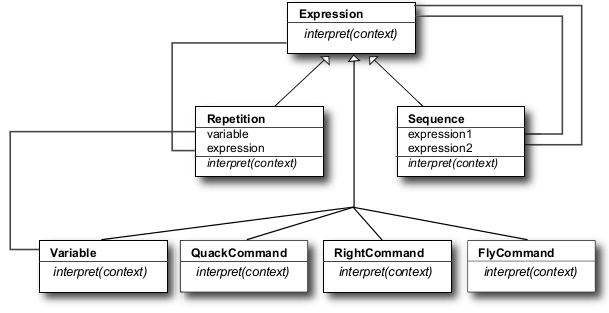 Expression
interpret(context)
Repetition
variable
expression
interpret(context)
Sequence
expression1
expression2
interpret(context)
Variable
interpret(context)
QuackCommand
interpret(context)
RightCommand
interpret(context)
FlyCommand
interpret(context)